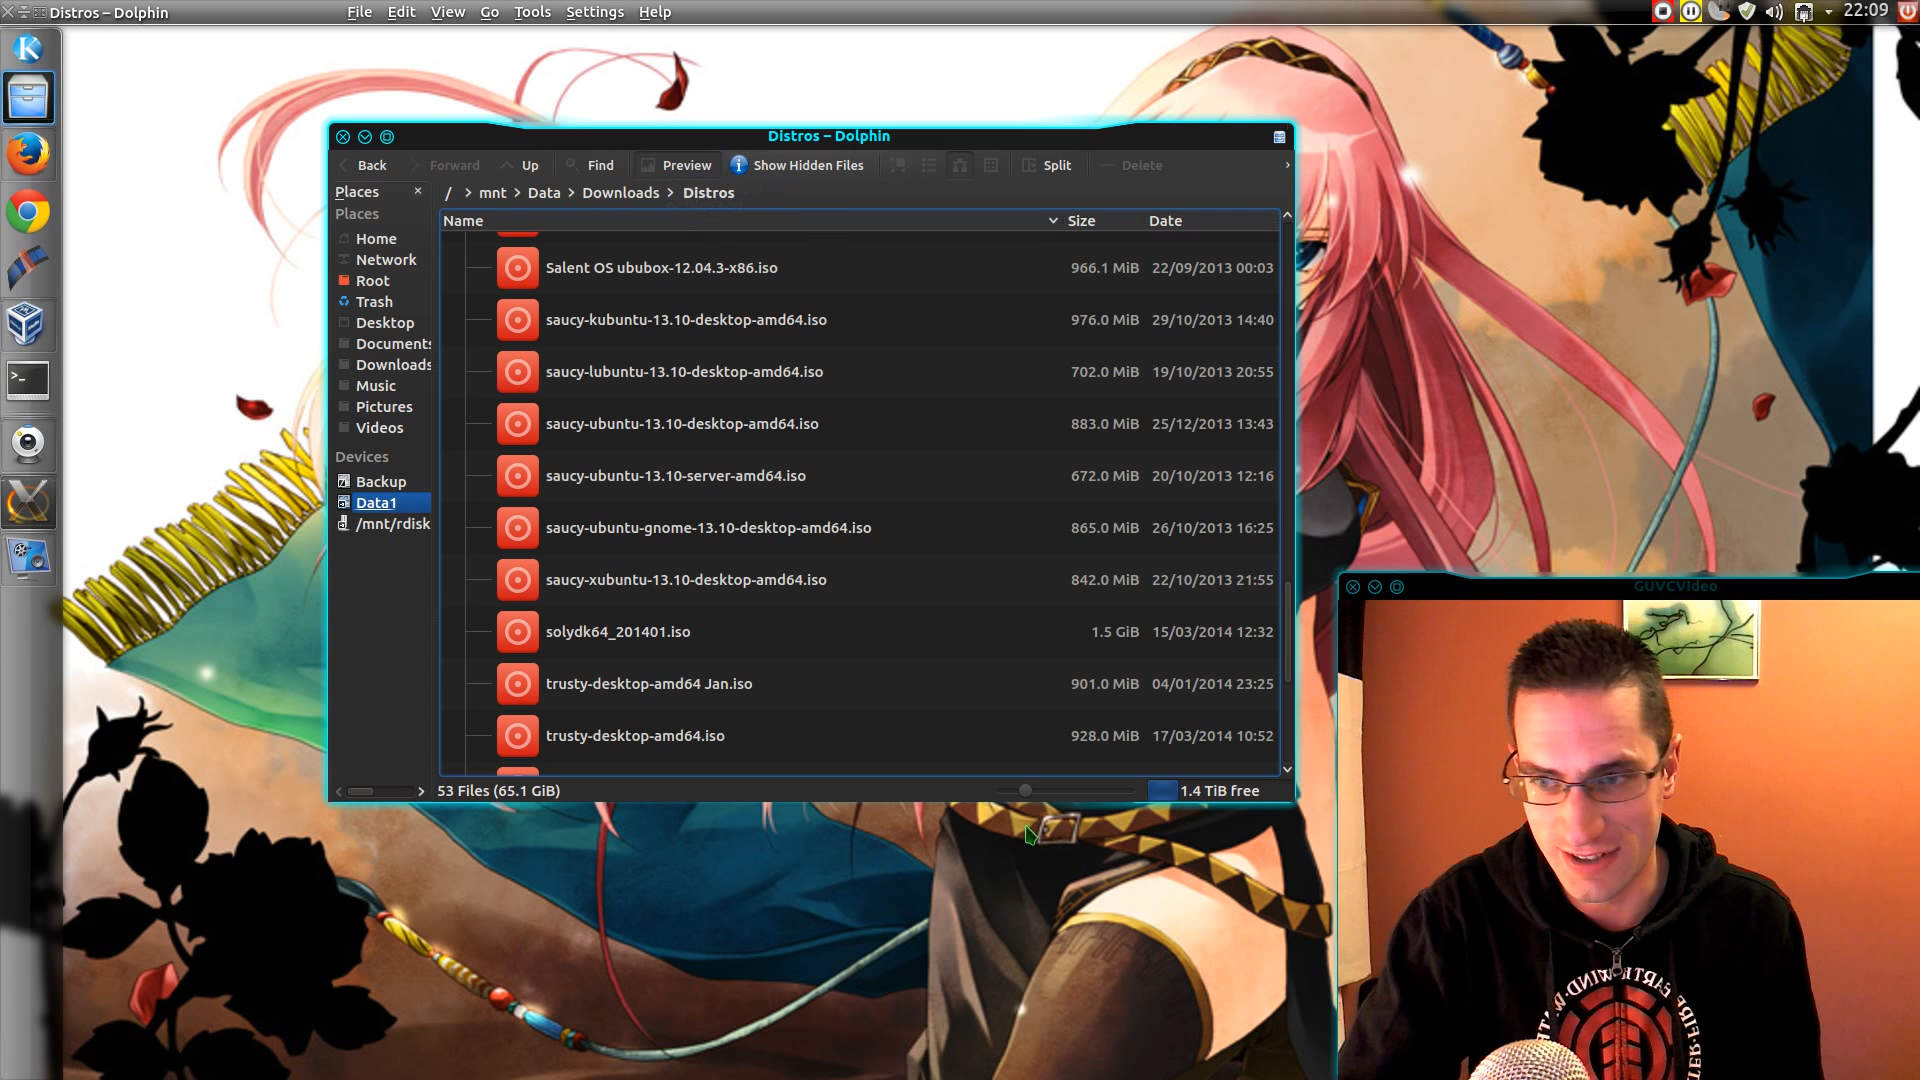 Distros – Dolphin
File Edit View Go Tools Settings Help
22:09
Distros – Dolphin
Back Forward Up Find Preview Show Hidden Files Split Delete
Places
/ > mnt > Data > Downloads > Distros
Places
Name Size Date
Home
Network
Root
Trash
Desktop
Documents
Downloads
Music
Pictures
Videos
Devices
Backup
Data1
/mnt/rdisk
Salent OS ububox-12.04.3-x86.iso 966.1 MiB 22/09/2013 00:03
saucy-kubuntu-13.10-desktop-amd64.iso 976.0 MiB 29/10/2013 14:40
saucy-lubuntu-13.10-desktop-amd64.iso 702.0 MiB 19/10/2013 20:55
saucy-ubuntu-13.10-desktop-amd64.iso 883.0 MiB 25/12/2013 13:43
saucy-ubuntu-13.10-server-amd64.iso 672.0 MiB 20/10/2013 12:16
saucy-ubuntu-gnome-13.10-desktop-amd64.iso 865.0 MiB 26/10/2013 16:25
saucy-xubuntu-13.10-desktop-amd64.iso 842.0 MiB 22/10/2013 21:55
solydk64_201401.iso 1.5 GiB 15/03/2014 12:32
trusty-desktop-amd64 Jan.iso 901.0 MiB 04/01/2014 23:25
trusty-desktop-amd64.iso 928.0 MiB 17/03/2014 10:52
53 Files (65.1 GiB) 1.4 TiB free
GUVCVideo